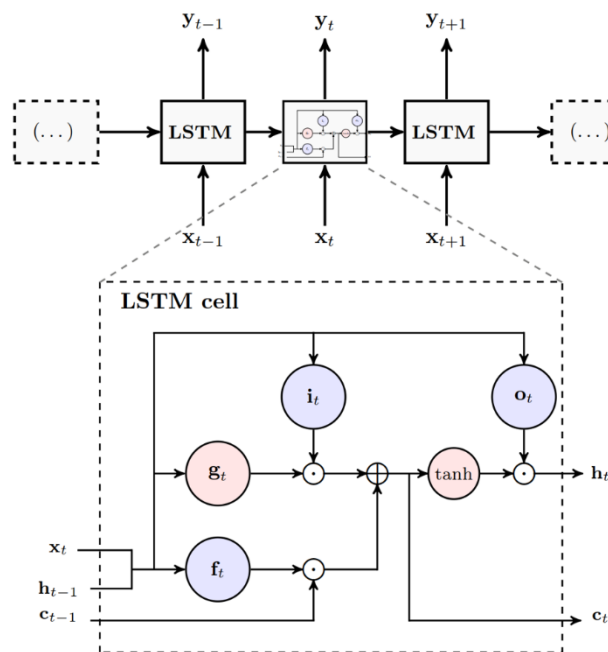 y_{t-1} y_t y_{t+1}
(...) LSTM LSTM (...)
x_{t-1} x_t x_{t+1}
LSTM cell
i_t o_t
g_t tanh h_t
x_t
f_t
h_{t-1}
c_{t-1} c_t